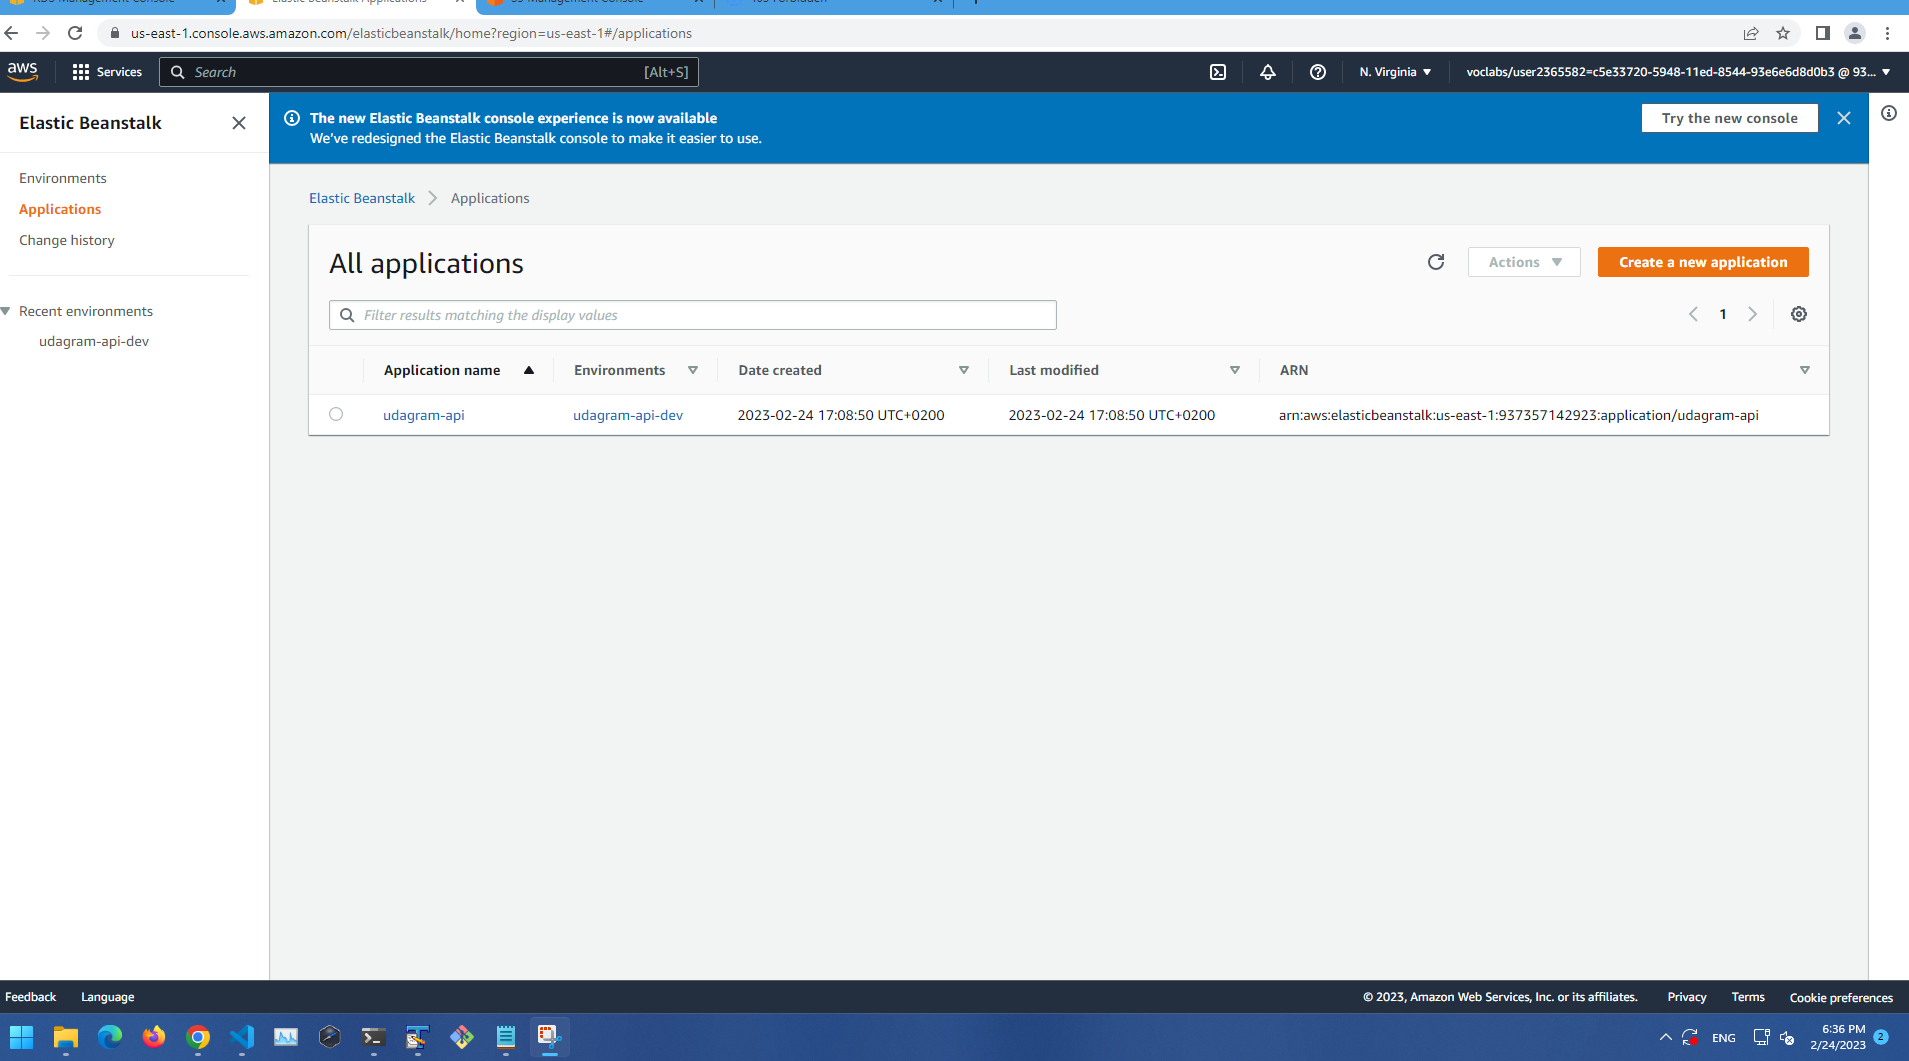 us-east-1.console.aws.amazon.com/elasticbeanstalk/home?region=us-east-1#/applications
aws
Services
Search
[Alt+S]
N. Virginia
voclabs/user2365582=c5e33720-5948-11ed-8544-93e6e6d8d0b3 @ 93...
Elastic Beanstalk
The new Elastic Beanstalk console experience is now available
We've redesigned the Elastic Beanstalk console to make it easier to use.
Try the new console
Environments
Applications
Change history
Recent environments
udagram-api-dev
Elastic Beanstalk
Applications
All applications
Actions
Create a new application
Filter results matching the display values
1
Application name
Environments
Date created
Last modified
ARN
udagram-api
udagram-api-dev
2023-02-24 17:08:50 UTC+0200
2023-02-24 17:08:50 UTC+0200
arn:aws:elasticbeanstalk:us-east-1:937357142923:application/udagram-api
Feedback
Language
© 2023, Amazon Web Services, Inc. or its affiliates.
Privacy
Terms
Cookie preferences
ENG
6:36 PM
2/24/2023
2